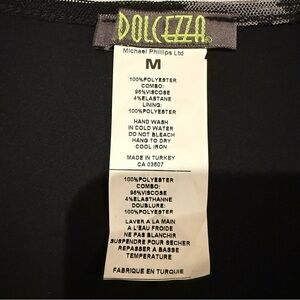 DOLCEZZA
Michael Phillips Ltd
M
100%POLYESTER
COMBO:
96%VISCOSE
4%ELASTANE
LINING:
100%POLYESTER
HAND WASH
IN COLD WATER
DO NOT BLEACH
HANG TO DRY
COOL IRON
MADE IN TURKEY
CA 03507
100%POLYESTER
COMBO:
96%VISCOSE
4%ELASTHANNE
DOUBLURE:
100%POLYESTER
LAVER A LA MAIN
A L'EAU FROIDE
NE PAS BLANCHIR
SUSPENDRE POUR SECHER
REPASSER A BASSE
TEMPERATURE
FABRIQUE EN TURQUIE